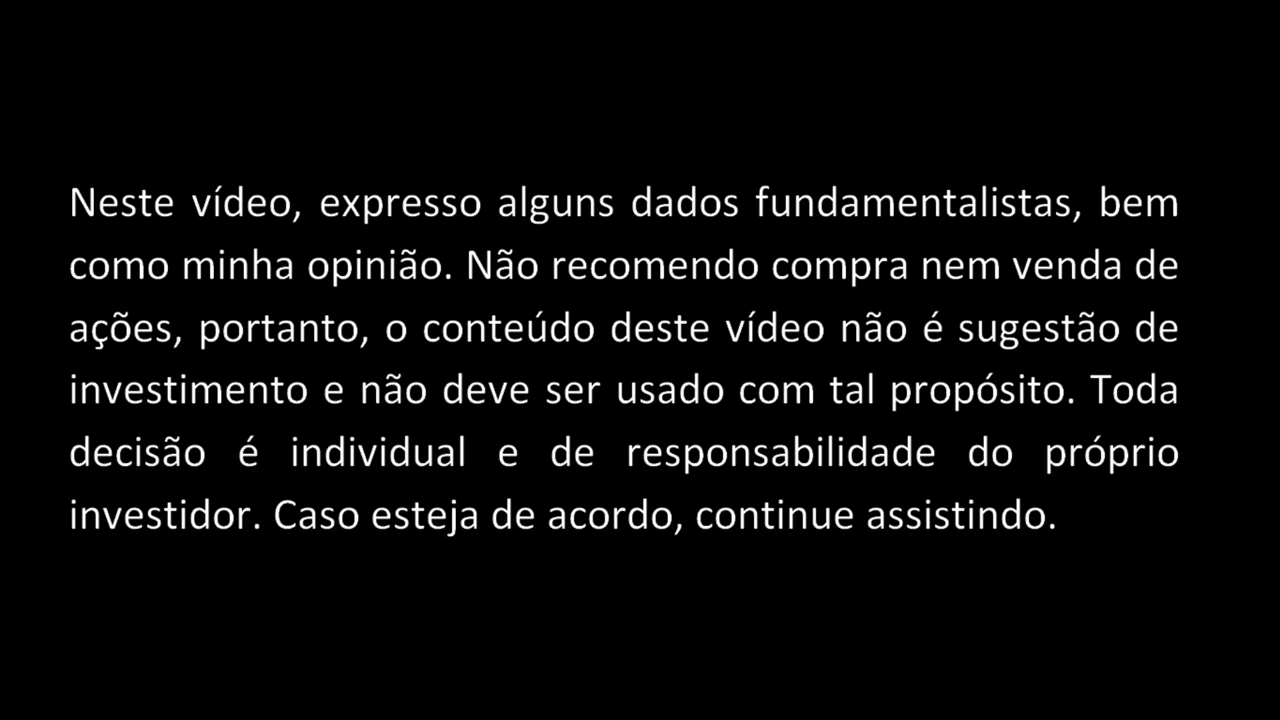 Neste vídeo, expresso alguns dados fundamentalistas, bem
como minha opinião. Não recomendo compra nem venda de
ações, portanto, o conteúdo deste vídeo não é sugestão de
investimento e não deve ser usado com tal propósito. Toda
decisão é individual e de responsabilidade do próprio
investidor. Caso esteja de acordo, continue assistindo.